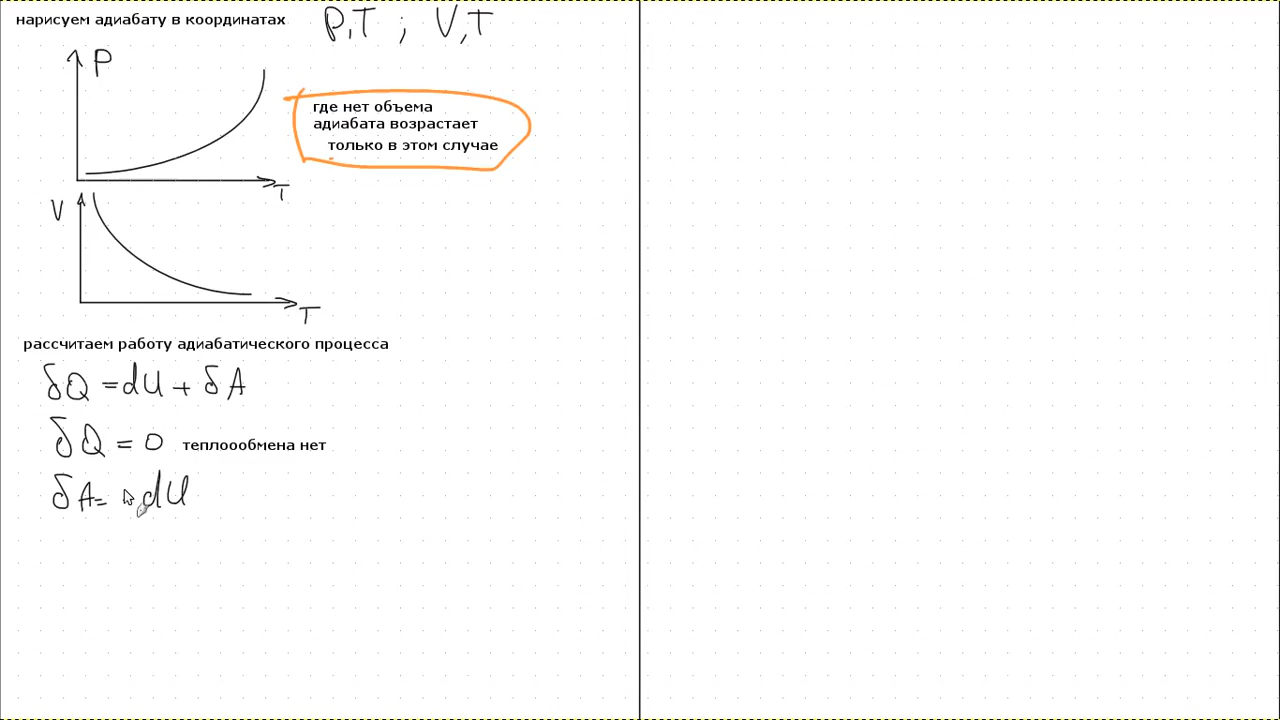 нарисуем адиабату в координатах P,T ; V,T
P
где нет объема
адиабата возрастает
только в этом случае
T
V
T
рассчитаем работу адиабатического процесса
δQ = dU + δA
δQ = 0 теплоообмена нет
δA = dU